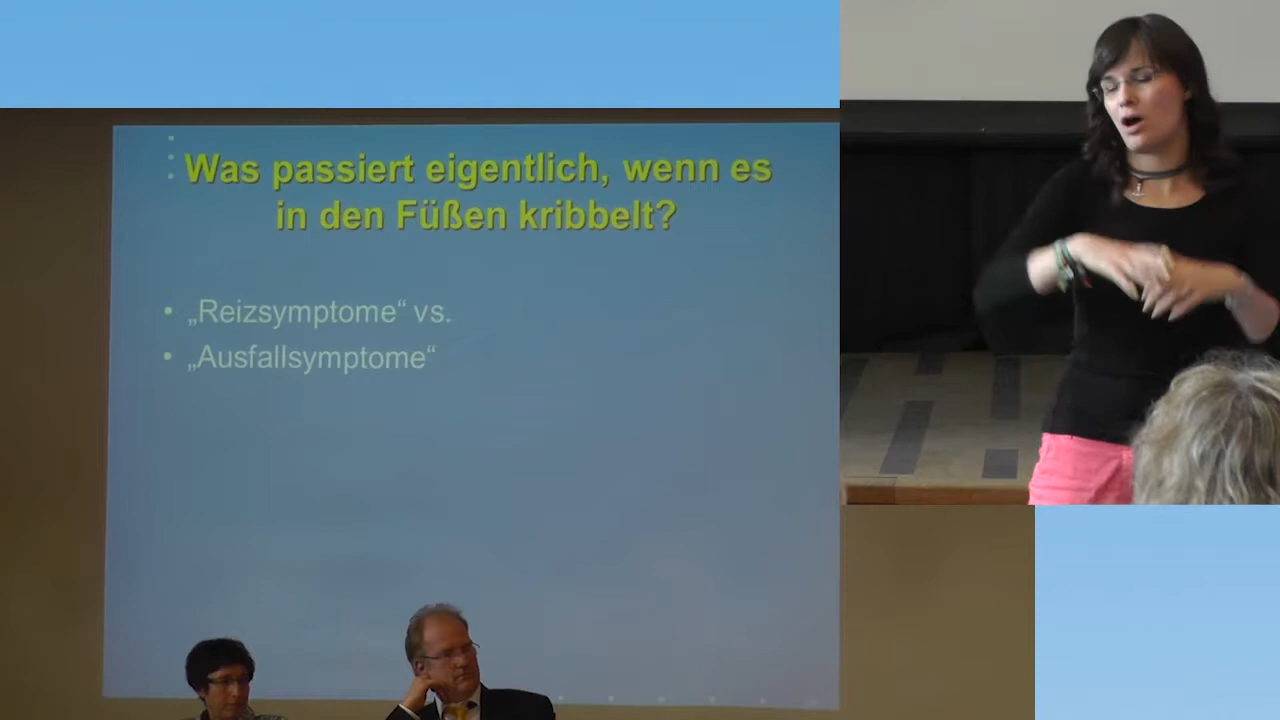 Was passiert eigentlich, wenn es
in den Füßen kribbelt?
• „Reizsymptome“ vs.
• „Ausfallsymptome“